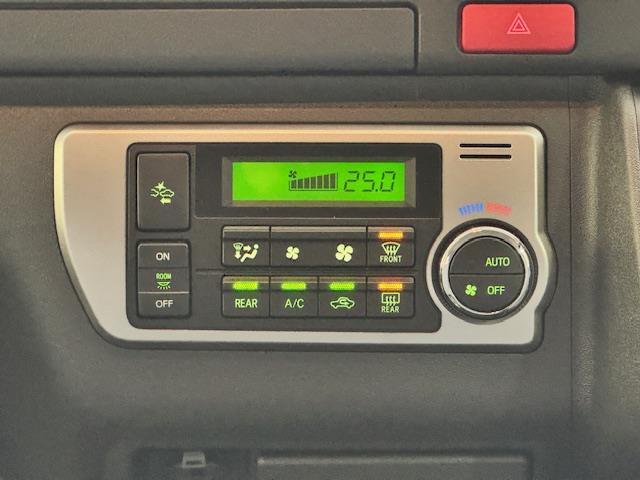 25.0
ON
ROOM
OFF
FRONT
REAR A/C REAR
AUTO
OFF